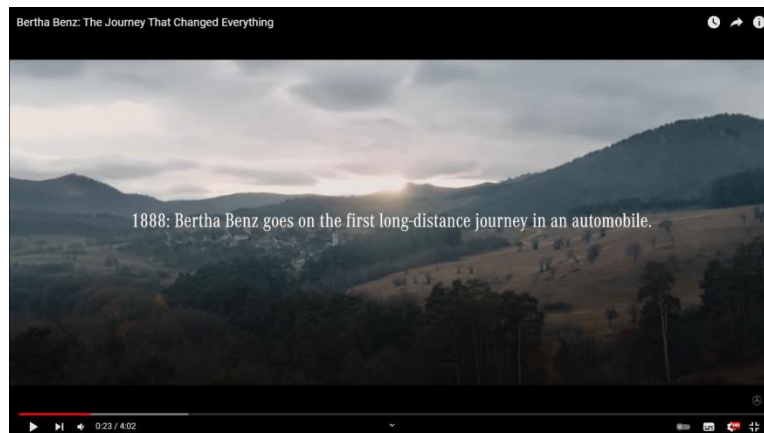 Bertha Benz: The Journey That Changed Everything
1888: Bertha Benz goes on the first long-distance journey in an automobile.
0:23 / 4:02
HD